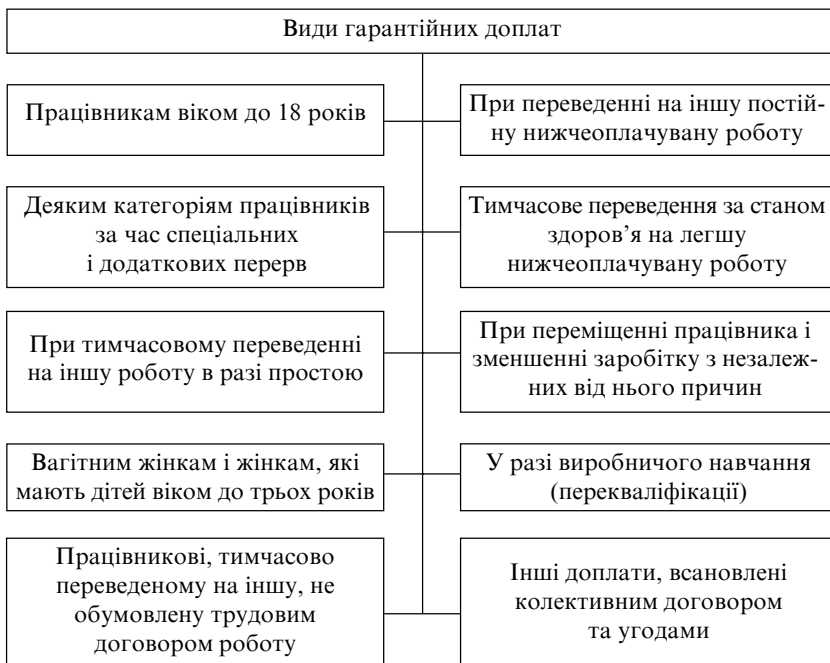 Види гарантійних доплат
Працівникам віком до 18 років
При переведенні на іншу постій-
ну нижчеоплачувану роботу
Деяким категоріям працівників
за час спеціальних
і додаткових перерв
Тимчасове переведення за станом
здоров’я на легшу
нижчеоплачувану роботу
При тимчасовому переведенні
на іншу роботу в разі простою
При переміщенні працівника і
зменшенні заробітку з незалеж-
них від нього причин
Вагітним жінкам і жінкам, які
мають дітей віком до трьох років
У разі виробничого навчання
(перекваліфікації)
Працівникові, тимчасово
переведеному на іншу, не
обумовлену трудовим
договором роботу
Інші доплати, всановлені
колективним договором
та угодами